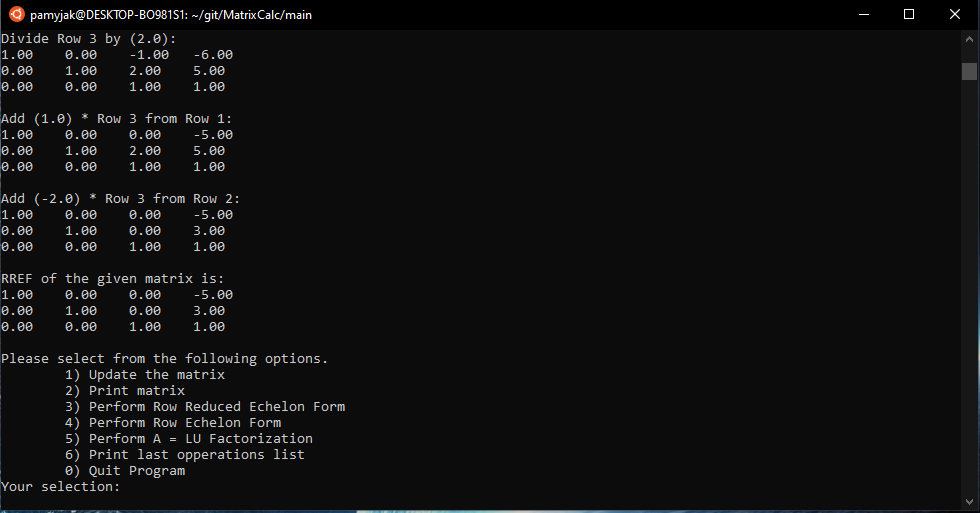 pamyjak@DESKTOP-BO981S1: ~/git/MatrixCalc/main
Divide Row 3 by (2.0):
1.00    0.00    -1.00   -6.00
0.00    1.00    2.00    5.00
0.00    0.00    1.00    1.00
Add (1.0) * Row 3 from Row 1:
1.00    0.00    0.00    -5.00
0.00    1.00    2.00    5.00
0.00    0.00    1.00    1.00
Add (-2.0) * Row 3 from Row 2:
1.00    0.00    0.00    -5.00
0.00    1.00    0.00    3.00
0.00    0.00    1.00    1.00
RREF of the given matrix is:
1.00    0.00    0.00    -5.00
0.00    1.00    0.00    3.00
0.00    0.00    1.00    1.00
Please select from the following options.
1) Update the matrix
2) Print matrix
3) Perform Row Reduced Echelon Form
4) Perform Row Echelon Form
5) Perform A = LU Factorization
6) Print last opperations list
0) Quit Program
Your selection: